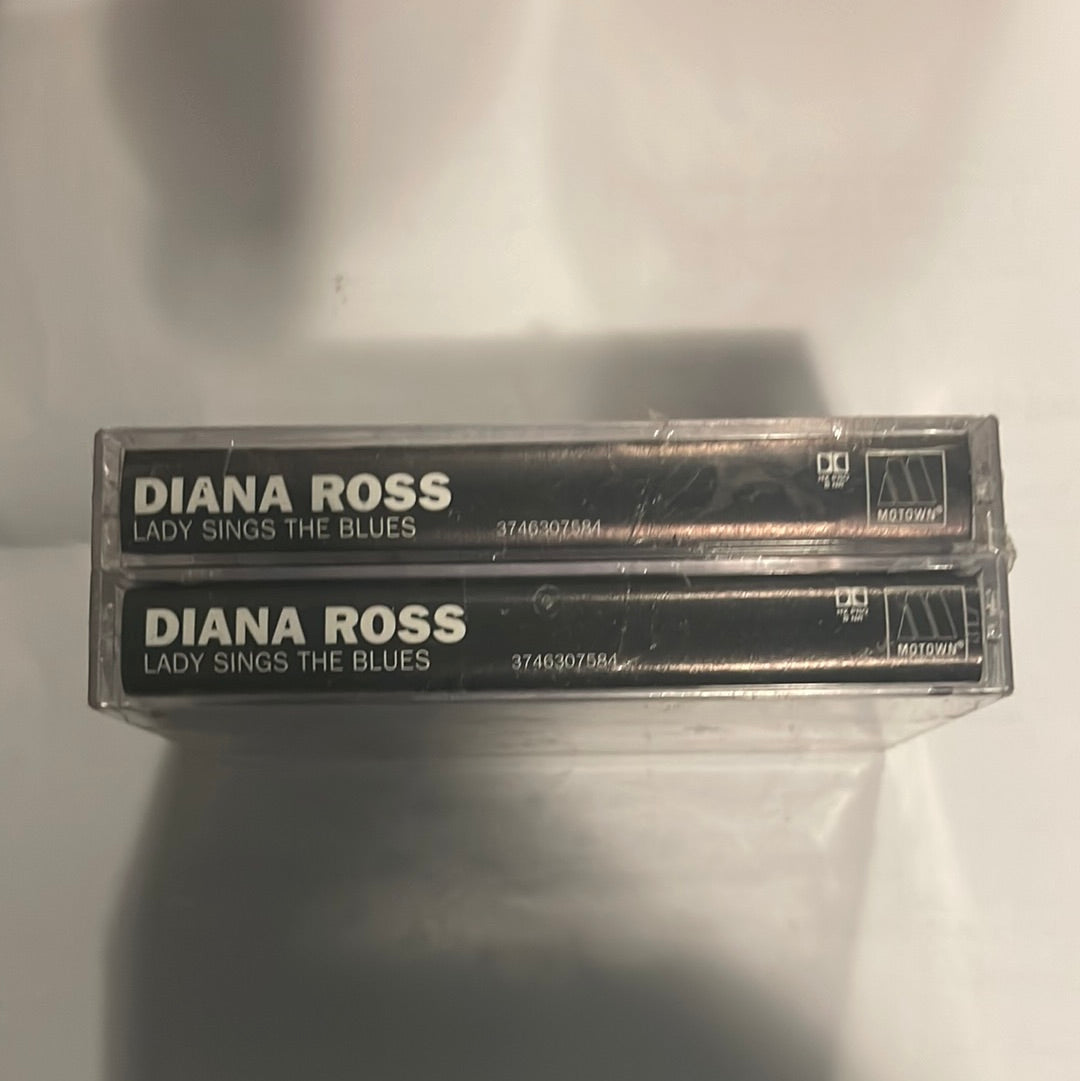 DIANA ROSS
LADY SINGS THE BLUES
3746307584
MOTOWN®
DIANA ROSS
LADY SINGS THE BLUES
3746307584
MOTOWN®